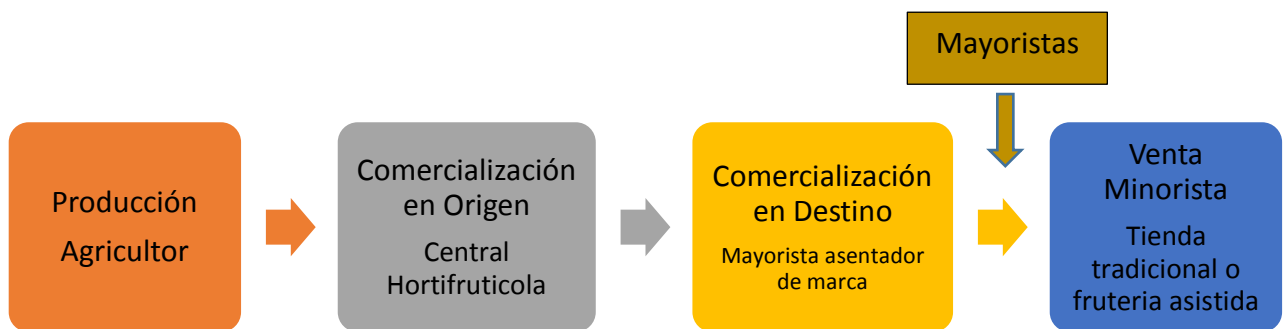 Mayoristas
Producción
Agricultor
Comercialización
en Origen
Central
Hortifruticola
Comercialización
en Destino
Mayorista asentador
de marca
Venta
Minorista
Tienda
tradicional o
fruteria asistida